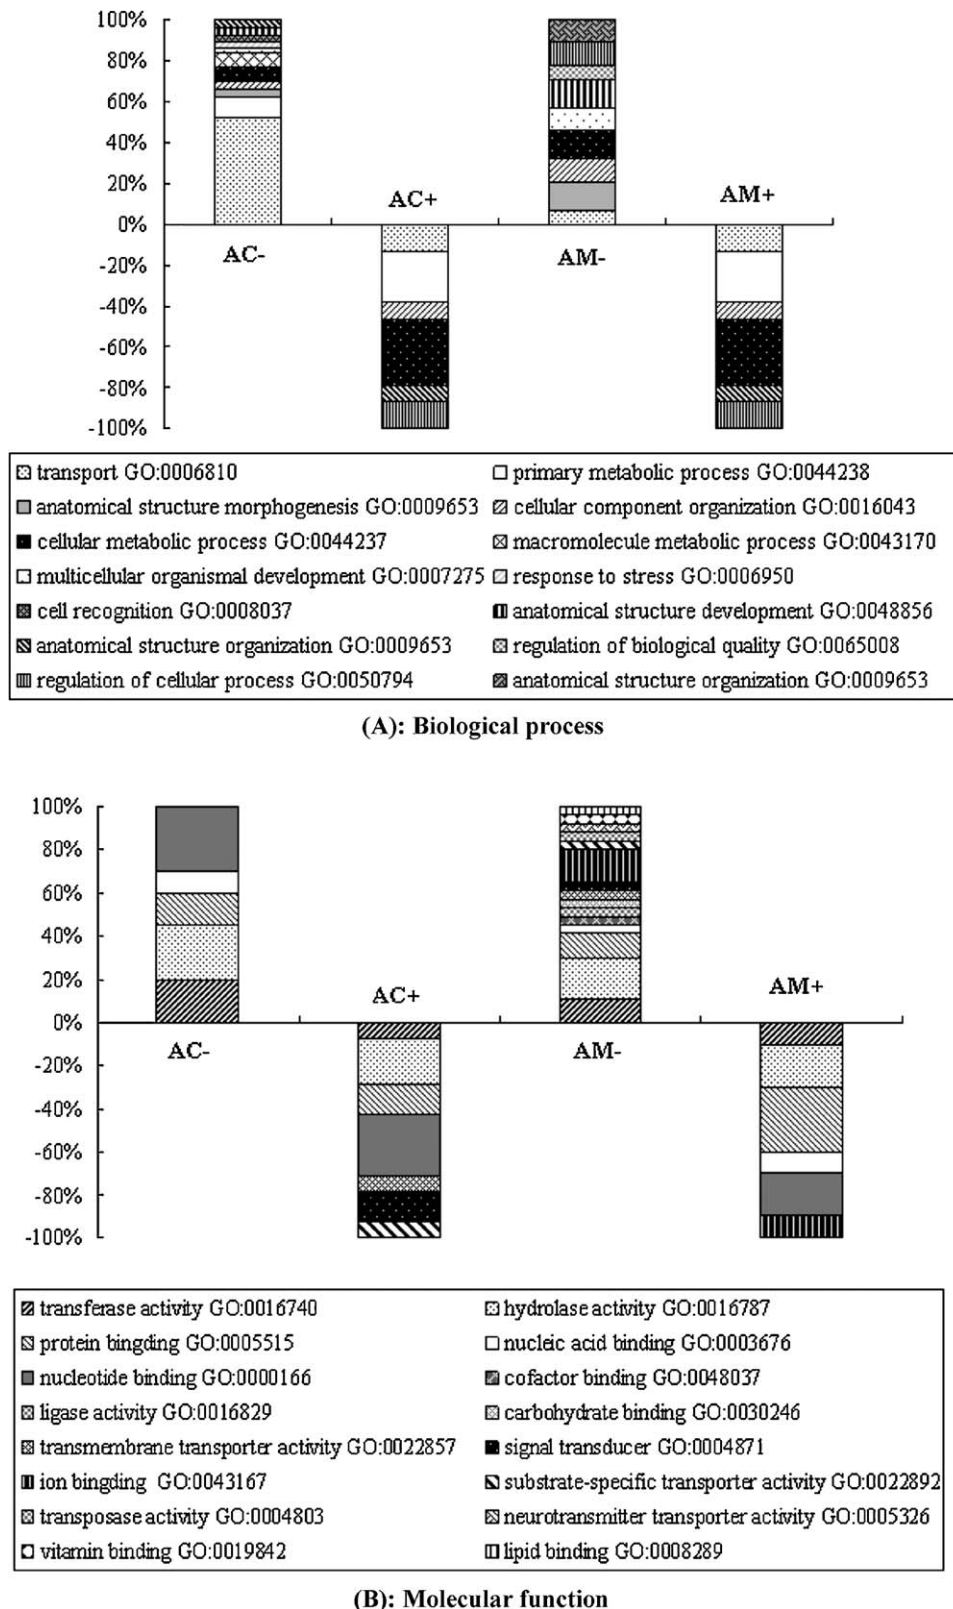 100%
80%
60%
40%
20%
0%
-20%
-40%
-60%
-80%
-100%
AC-
AC+
AM-
AM+
transport GO:0006810
primary metabolic process GO:0044238
anatomical structure morphogenesis GO:0009653
cellular component organization GO:0016043
cellular metabolic process GO:0044237
macromolecule metabolic process GO:0043170
multicellular organismal development GO:0007275
response to stress GO:0006950
cell recognition GO:0008037
anatomical structure development GO:0048856
anatomical structure organization GO:0009653
regulation of biological quality GO:0065008
regulation of cellular process GO:0050794
anatomical structure organization GO:0009653
(A): Biological process
100%
80%
60%
40%
20%
0%
-20%
-40%
-60%
-80%
-100%
AC-
AC+
AM-
AM+
transferase activity GO:0016740
hydrolase activity GO:0016787
protein bingding GO:0005515
nucleic acid binding GO:0003676
nucleotide binding GO:0000166
cofactor binding GO:0048037
ligase activity GO:0016829
carbohydrate binding GO:0030246
transmembrane transporter activity GO:0022857
signal transducer GO:0004871
ion bingding GO:0043167
substrate-specific transporter activity GO:0022892
transposase activity GO:0004803
neurotransmitter transporter activity GO:0005326
vitamin binding GO:0019842
lipid binding GO:0008289
(B): Molecular function